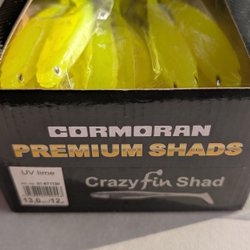 CORMORAN
PREMIUM SHADS
UV lime
Crazy fin Shad